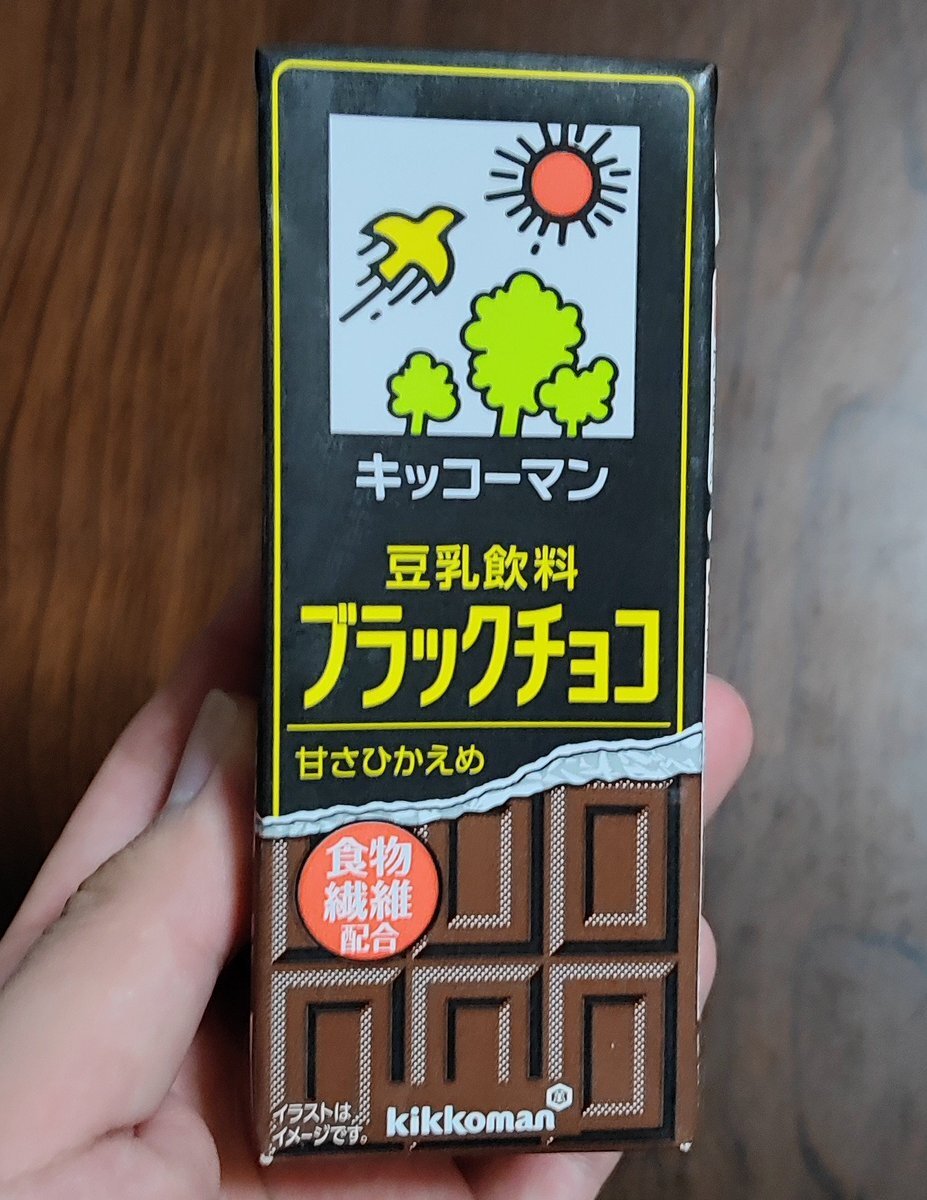 キッコーマン
豆乳飲料
ブラックチョコ
甘さひかえめ
食物
繊維
配合
イラストは
イメージです。
kikkoman